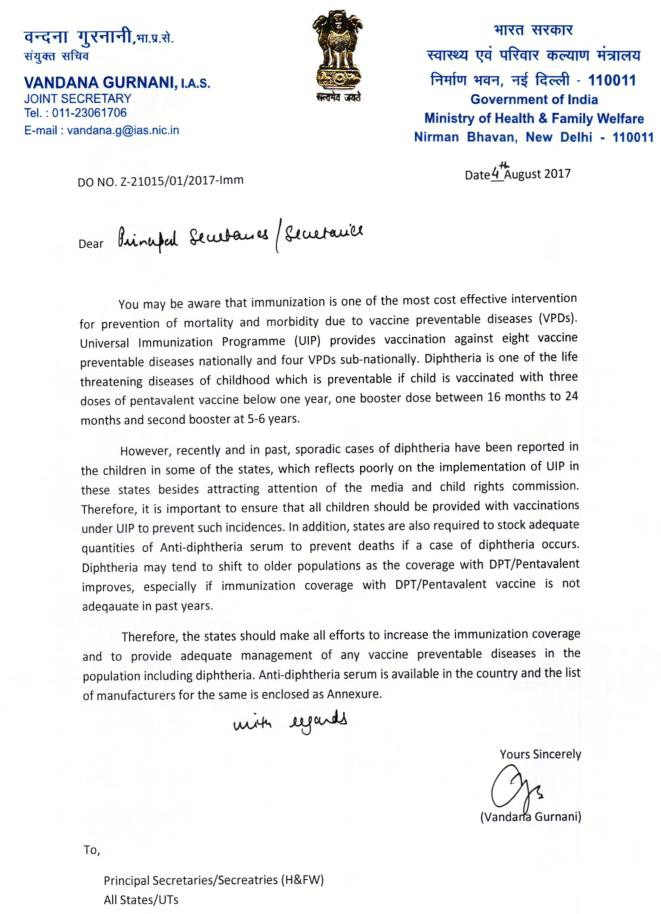 वन्दना गुरनानी, भा.प्र.से.
संयुक्त सचिव
VANDANA GURNANI, I.A.S.
JOINT SECRETARY
Tel. : 011-23061706
E-mail : vandana.g@ias.nic.in
सत्यमेव जयते
भारत सरकार
स्वास्थ्य एवं परिवार कल्याण मंत्रालय
निर्माण भवन, नई दिल्ली - 110011
Government of India
Ministry of Health & Family Welfare
Nirman Bhavan, New Delhi - 110011
DO NO. Z-21015/01/2017-Imm
Date 4th August 2017
Dear Principal Secretaries/Secretaries
You may be aware that immunization is one of the most cost effective intervention
for prevention of mortality and morbidity due to vaccine preventable diseases (VPDs).
Universal Immunization Programme (UIP) provides vaccination against eight vaccine
preventable diseases nationally and four VPDs sub-nationally. Diphtheria is one of the life
threatening diseases of childhood which is preventable if child is vaccinated with three
doses of pentavalent vaccine below one year, one booster dose between 16 months to 24
months and second booster at 5-6 years.
However, recently and in past, sporadic cases of diphtheria have been reported in
the children in some of the states, which reflects poorly on the implementation of UIP in
these states besides attracting attention of the media and child rights commission.
Therefore, it is important to ensure that all children should be provided with vaccinations
under UIP to prevent such incidences. In addition, states are also required to stock adequate
quantities of Anti-diphtheria serum to prevent deaths if a case of diphtheria occurs.
Diphtheria may tend to shift to older populations as the coverage with DPT/Pentavalent
improves, especially if immunization coverage with DPT/Pentavalent vaccine is not
adeqauate in past years.
Therefore, the states should make all efforts to increase the immunization coverage
and to provide adequate management of any vaccine preventable diseases in the
population including diphtheria. Anti-diphtheria serum is available in the country and the list
of manufacturers for the same is enclosed as Annexure.
with regards
Yours Sincerely
(Vandana Gurnani)
To,
Principal Secretaries/Secreatries (H&FW)
All States/UTs